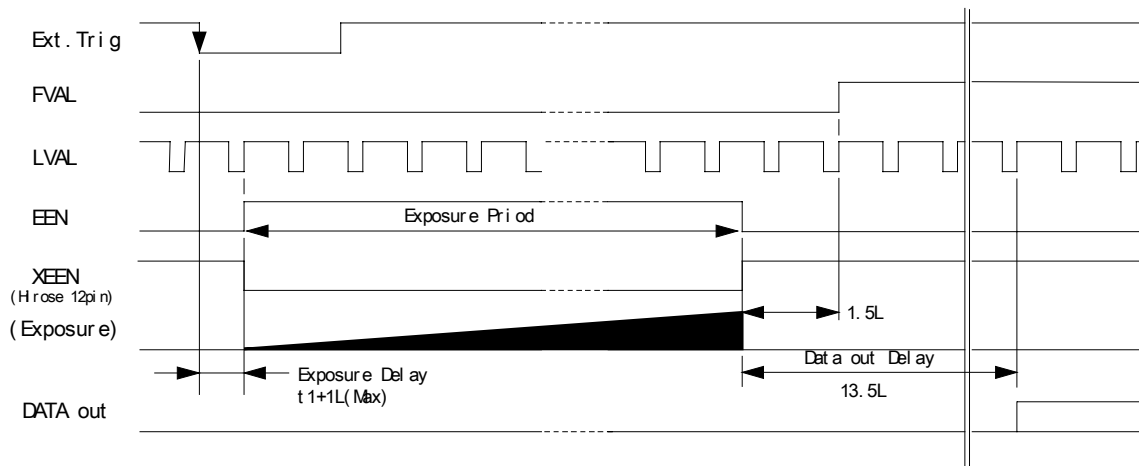 Ext.Trig
FVAL
LVAL
EEN
Exposure Priod
XEEN
(Hirose 12pin)
(Exposure)
1.5L
Exposure Delay
t1+1L(Max)
Data out Delay
13.5L
DATA out